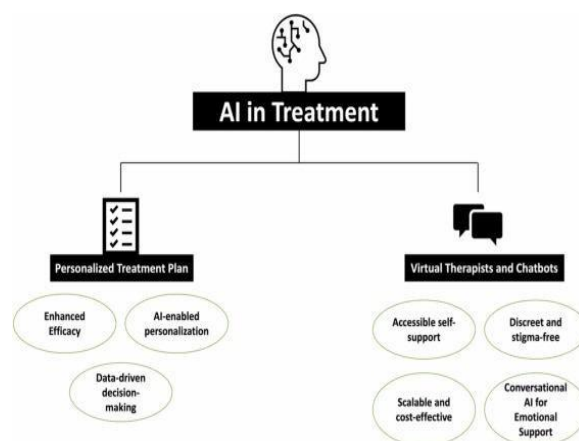 AI in Treatment
Personalized Treatment Plan
Virtual Therapists and Chatbots
Enhanced
Efficacy
AI-enabled
personalization
Data-driven
decision-
making
Accessible self-
support
Discreet and
stigma-free
Scalable and
cost-effective
Conversational
AI for
Emotional
Support